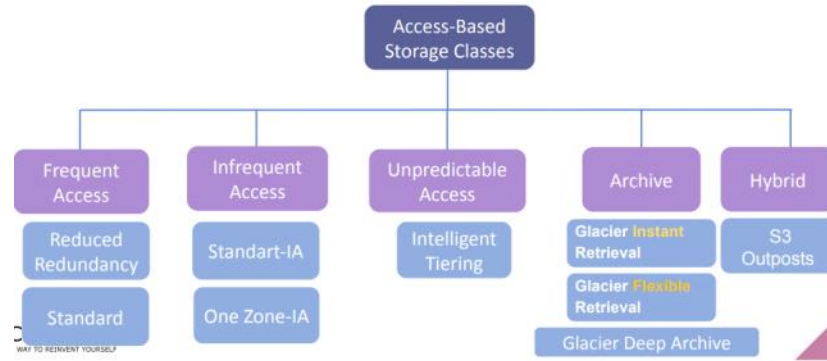 Access-Based
Storage Classes
Frequent
Access
Infrequent
Access
Unpredictable
Access
Archive
Hybrid
Reduced
Redundancy
Standart-IA
Intelligent
Tiering
Glacier Instant
Retrieval
S3
Outposts
Standard
One Zone-IA
Glacier Flexible
Retrieval
Glacier Deep Archive
WAY TO REINVENT YOURSELF